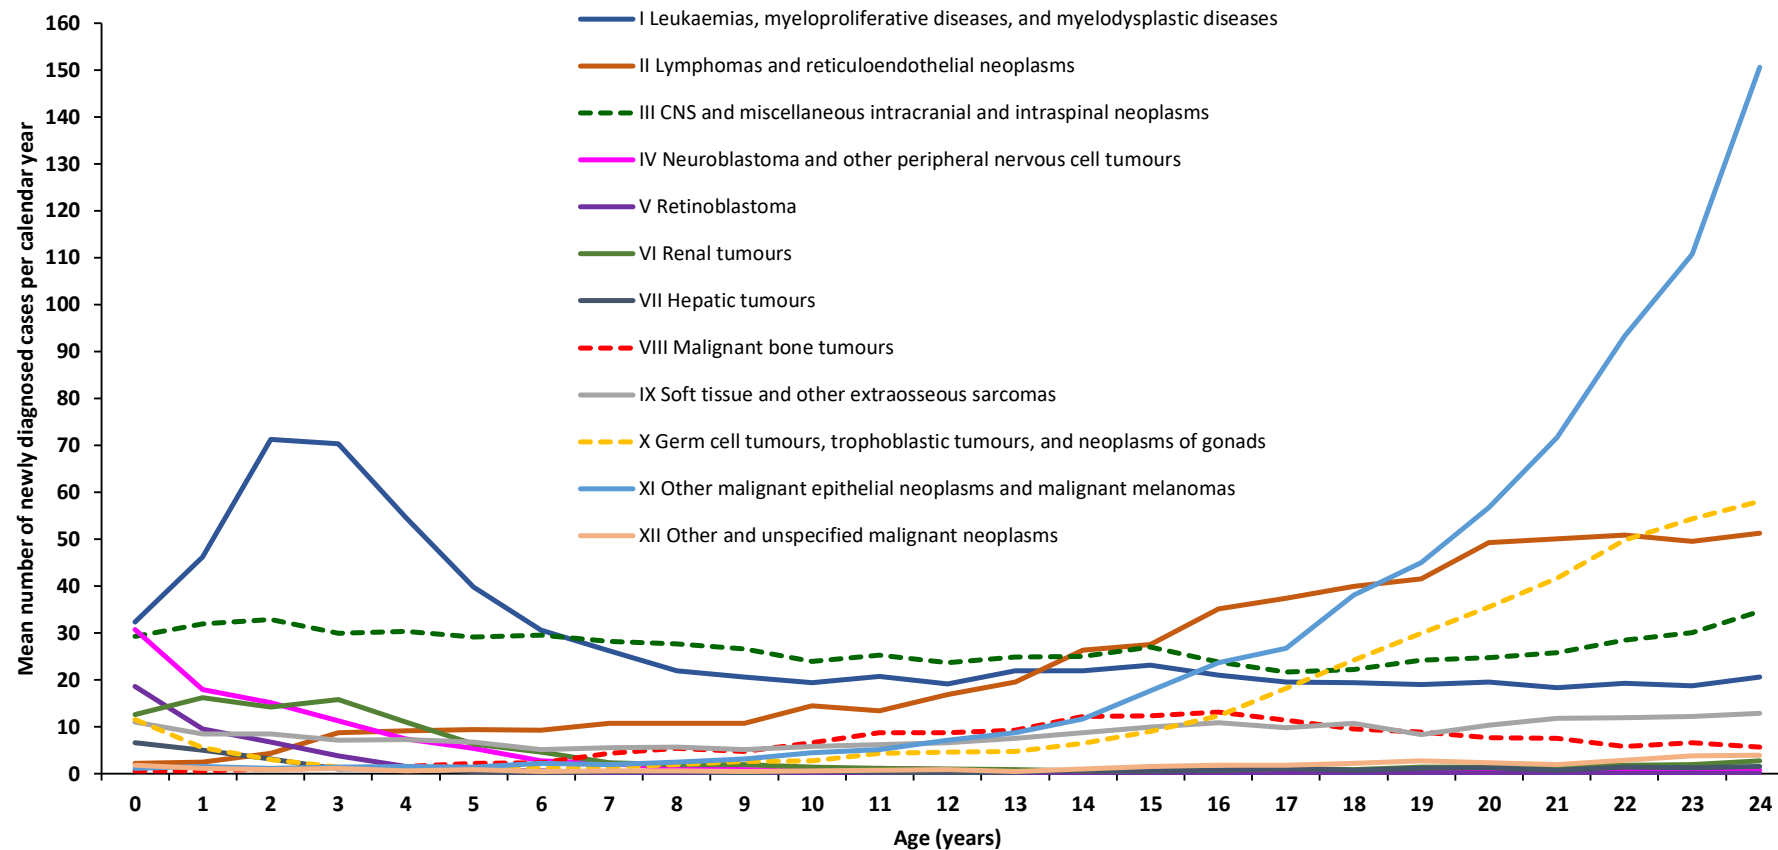 I Leukaemias, myeloproliferative diseases, and myelodysplastic diseases
II Lymphomas and reticuloendothelial neoplasms
III CNS and miscellaneous intracranial and intraspinal neoplasms
IV Neuroblastoma and other peripheral nervous cell tumours
V Retinoblastoma
VI Renal tumours
VII Hepatic tumours
VIII Malignant bone tumours
IX Soft tissue and other extraosseous sarcomas
X Germ cell tumours, trophoblastic tumours, and neoplasms of gonads
XI Other malignant epithelial neoplasms and malignant melanomas
XII Other and unspecified malignant neoplasms
Mean number of newly diagnosed cases per calendar year
160
150
140
130
120
110
100
90
80
70
60
50
40
30
20
10
0
0 1 2 3 4 5 6 7 8 9 10 11 12 13 14 15 16 17 18 19 20 21 22 23 24
Age (years)